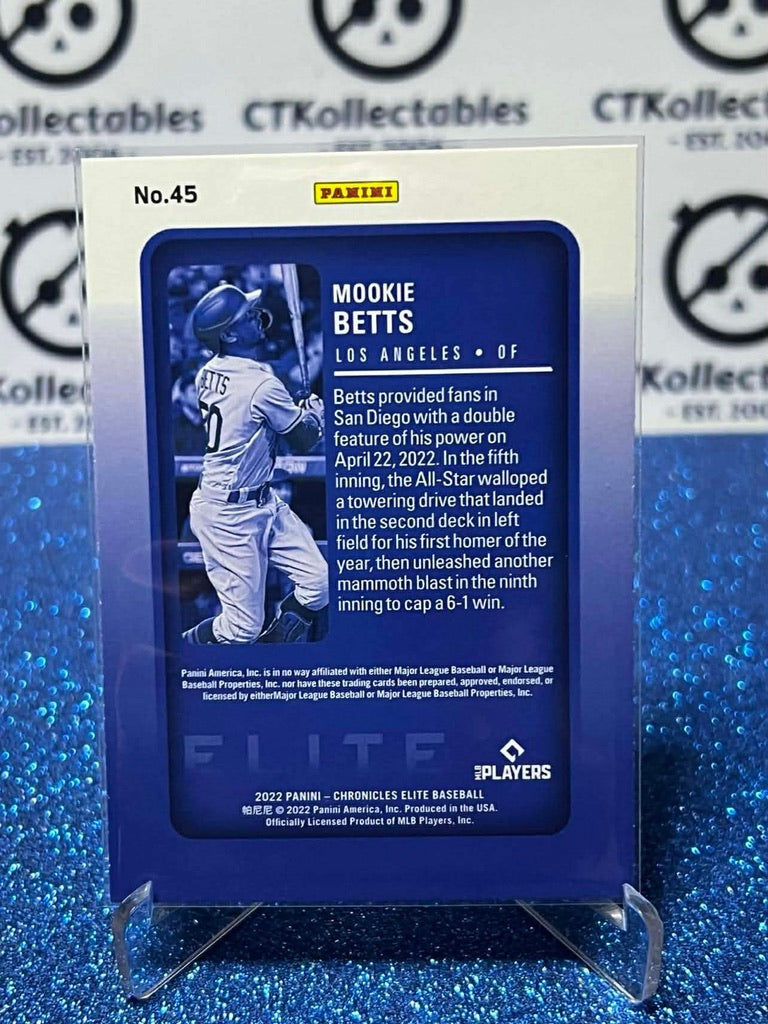 ollectables
CTKollectables
CTKollect
EST. 200
No.45
PANINI
BETTS
50
MOOKIE
BETTS
LOS ANGELES • OF
Betts provided fans in
San Diego with a double
feature of his power on
April 22, 2022. In the fifth
inning, the All-Star walloped
a towering drive that landed
in the second deck in left
field for his first homer of the
year, then unleashed another
mammoth blast in the ninth
inning to cap a 6-1 win.
Panini America, Inc. is in no way affiliated with either Major League Baseball or Major League
Baseball Properties, Inc. nor have these trading cards been prepared, approved, endorsed, or
licensed by eitherMajor League Baseball or Major League Baseball Properties, Inc.
ELITE
MLB PLAYERS
2022 PANINI – CHRONICLES ELITE BASEBALL
帕尼尼 © 2022 Panini America, Inc. Produced in the USA.
Officially Licensed Product of MLB Players, Inc.